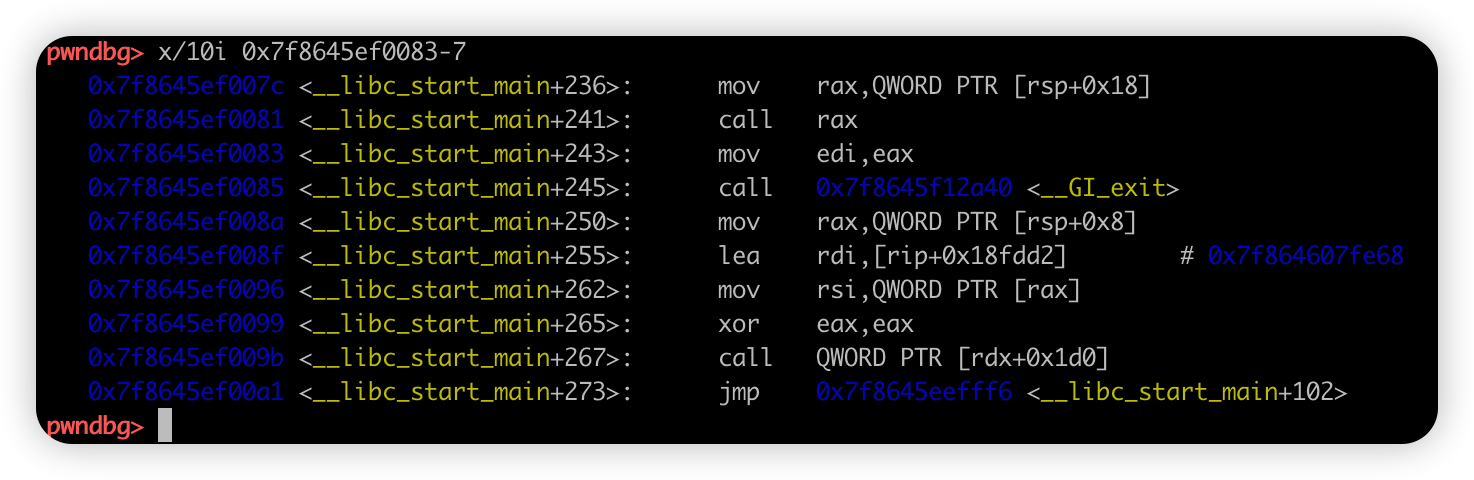 pwndbg> x/10i 0x7f8645ef0083-7
0x7f8645ef007c <__libc_start_main+236>: mov rax,QWORD PTR [rsp+0x18]
0x7f8645ef0081 <__libc_start_main+241>: call rax
0x7f8645ef0083 <__libc_start_main+243>: mov edi,eax
0x7f8645ef0085 <__libc_start_main+245>: call 0x7f8645f12a40 <__GI_exit>
0x7f8645ef008a <__libc_start_main+250>: mov rax,QWORD PTR [rsp+0x8]
0x7f8645ef008f <__libc_start_main+255>: lea rdi,[rip+0x18fdd2] # 0x7f864607fe68
0x7f8645ef0096 <__libc_start_main+262>: mov rsi,QWORD PTR [rax]
0x7f8645ef0099 <__libc_start_main+265>: xor eax,eax
0x7f8645ef009b <__libc_start_main+267>: call QWORD PTR [rdx+0x1d0]
0x7f8645ef00a1 <__libc_start_main+273>: jmp 0x7f8645eefff6 <__libc_start_main+102>
pwndbg>